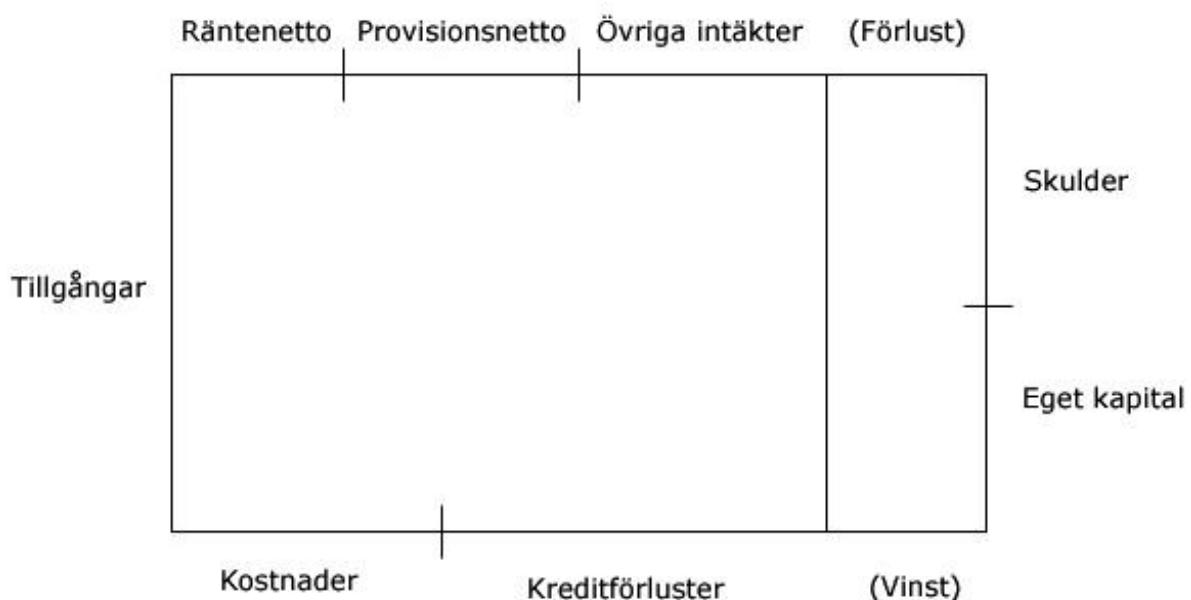 Räntenetto Provisionsnetto Övriga intäkter (Förlust)
Skulder
Tillgångar
Eget kapital
Kostnader Kreditförluster (Vinst)